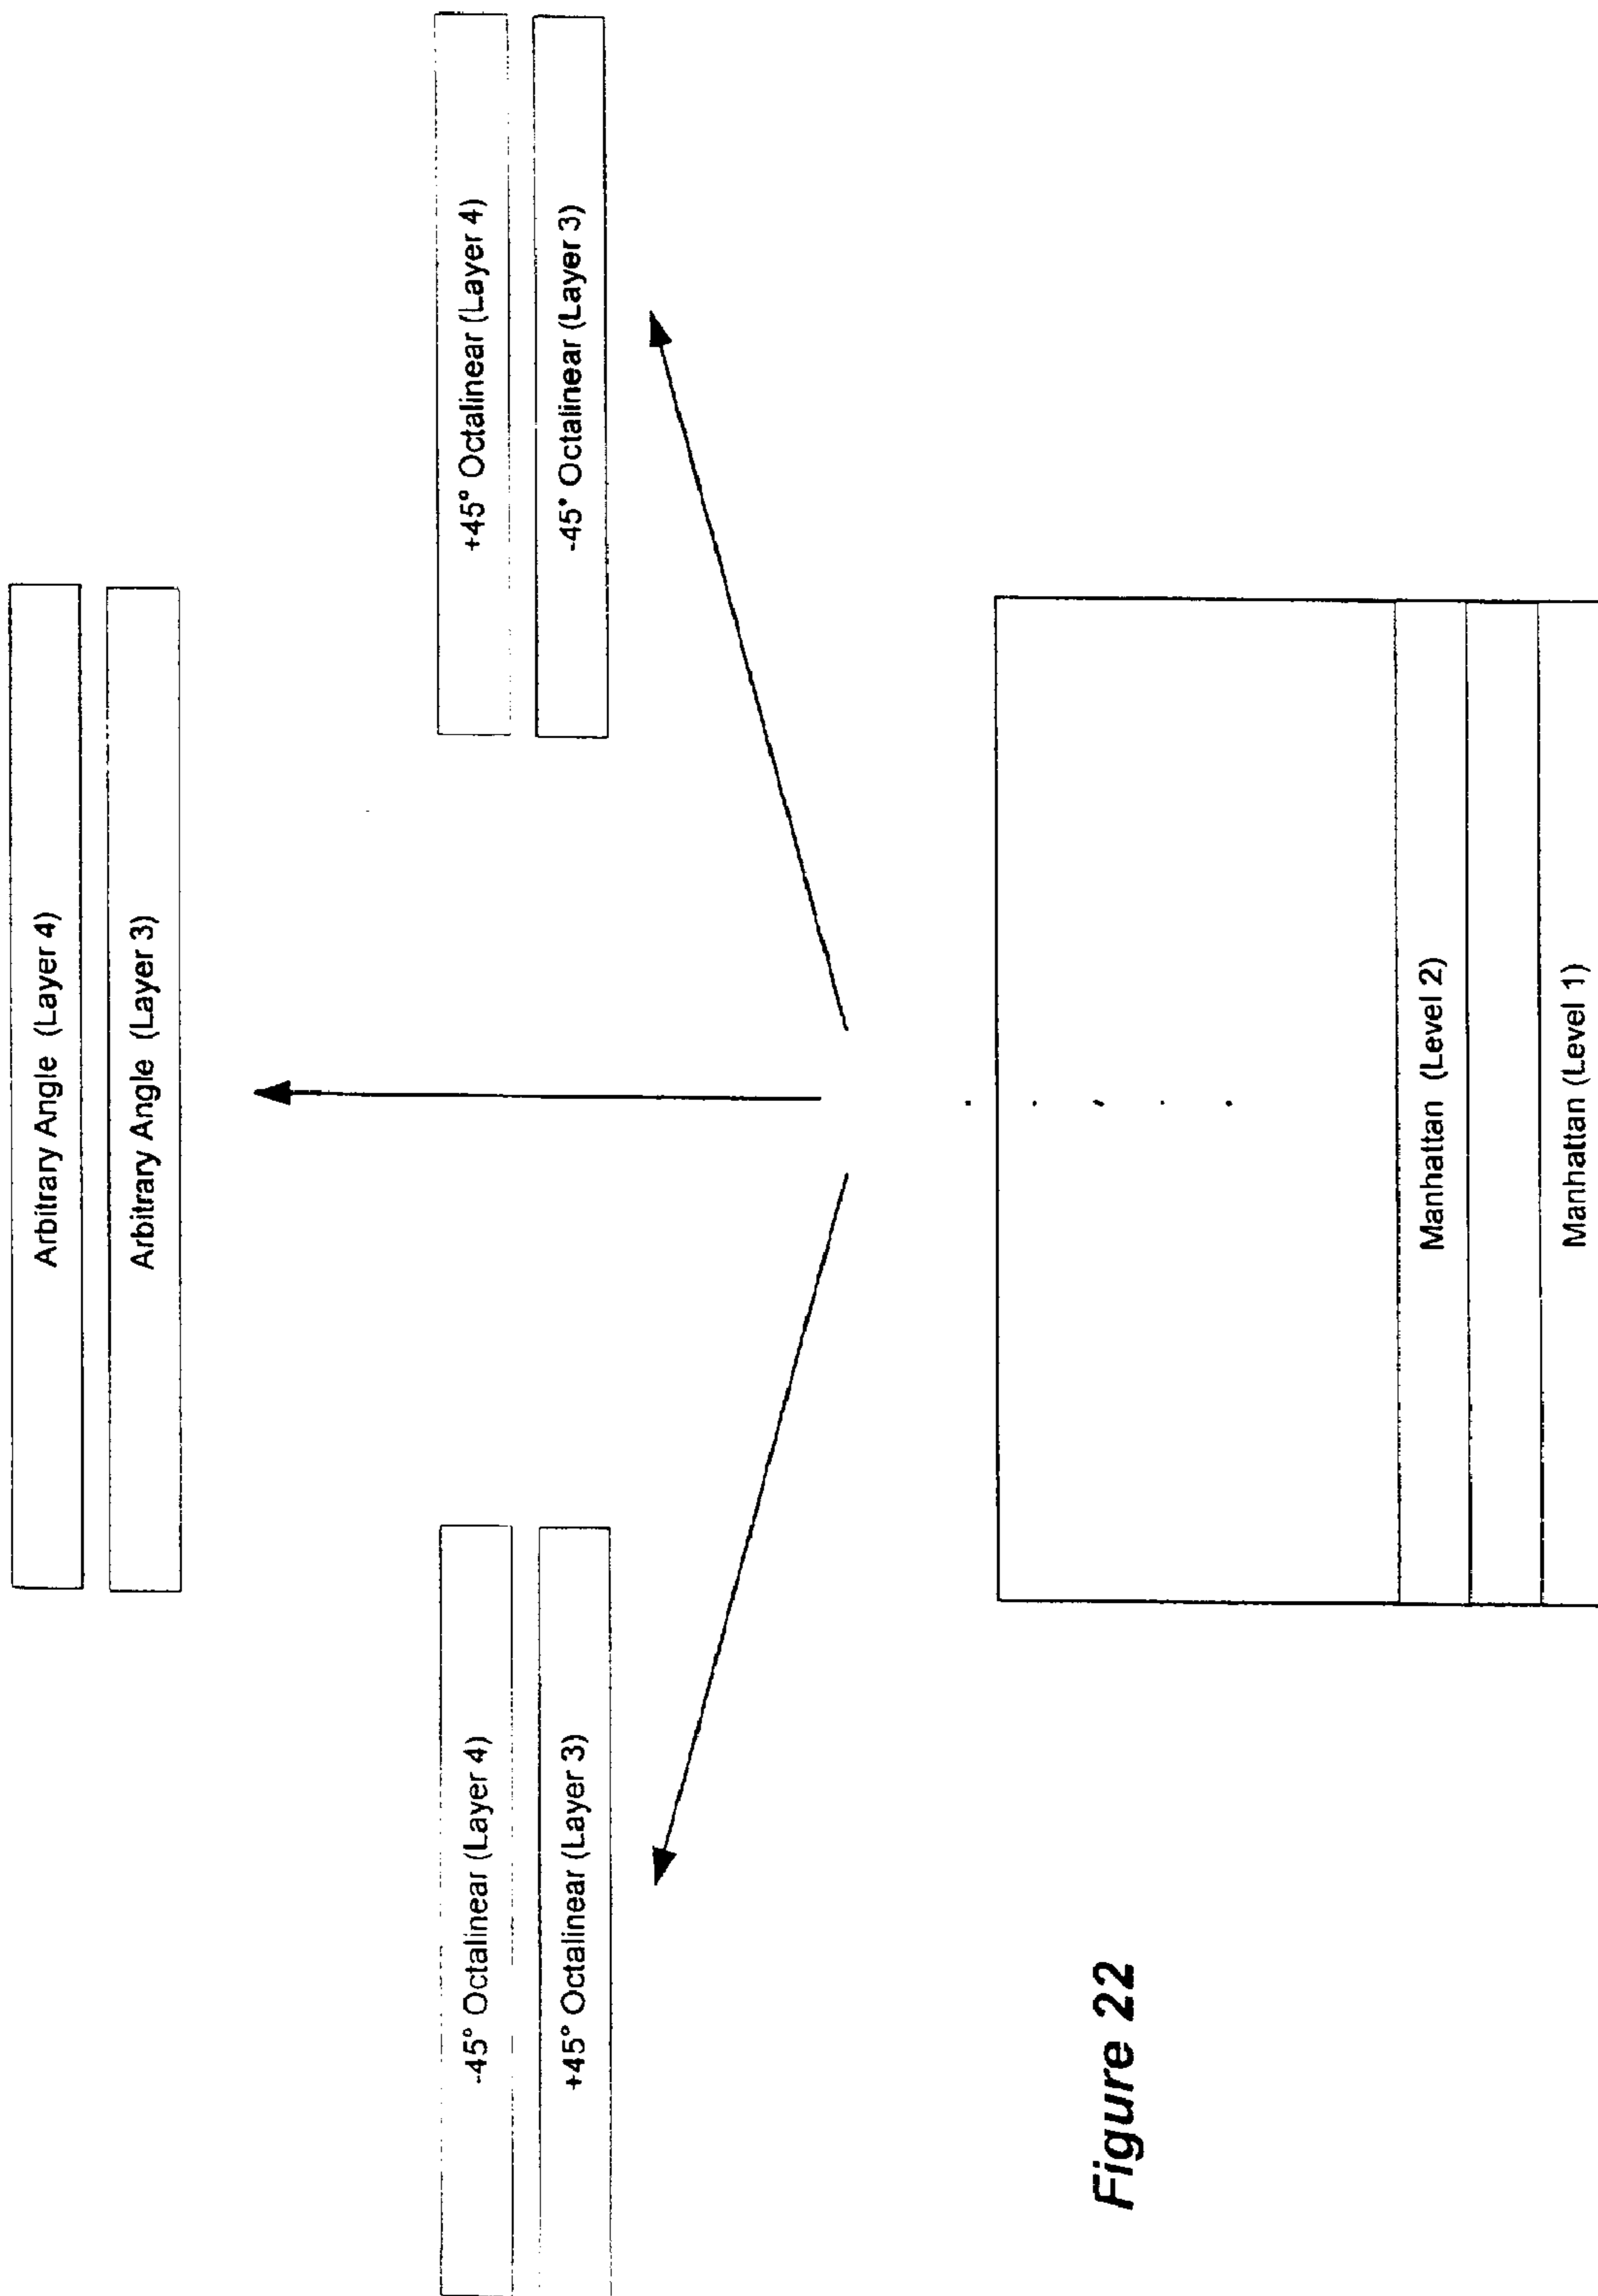 Arbitrary Angle (Layer 4)
Arbitrary Angle (Layer 3)
-45° Octalinear (Layer 4)
+45° Octalinear (Layer 3)
+45° Octalinear (Layer 4)
-45° Octalinear (Layer 3)
Manhattan (Level 2)
Manhattan (Level 1)
Figure 22